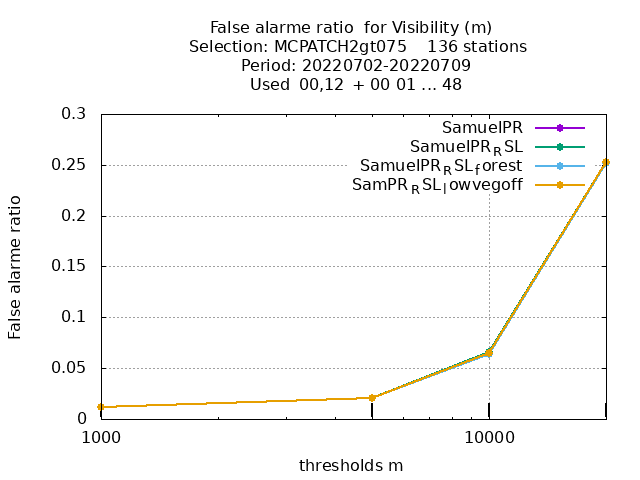 False alarme ratio  for Visibility (m)
Selection: MCPATCH2gt075    136 stations
Period: 20220702-20220709
Used  00,12  + 00 01 ... 48
0.3
0.25
0.2
0.15
0.1
0.05
0
False alarme ratio
SamuelPR
SamuelPR_RSL
SamuelPR_RSL_forest
SamPR_RSL_lowvegoff
1000
10000
thresholds m